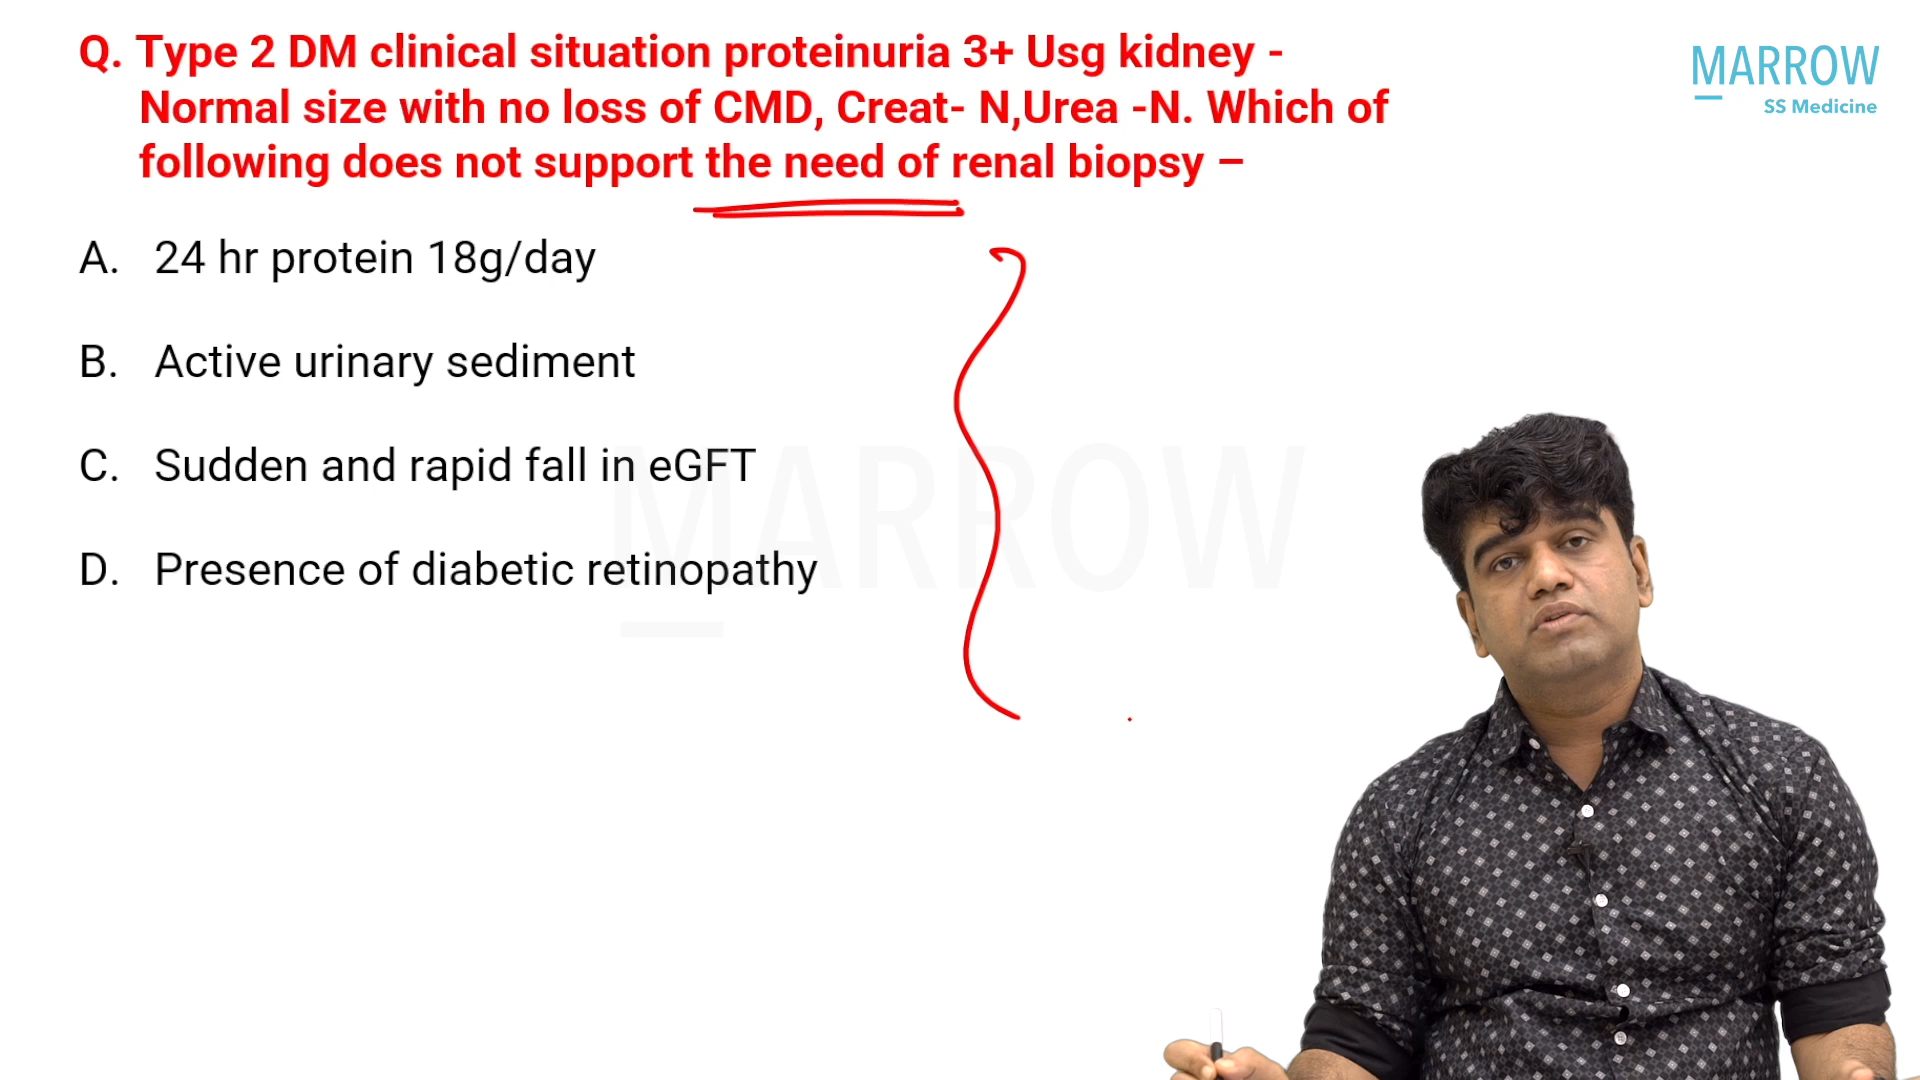 Q. Type 2 DM clinical situation proteinuria 3+ Usg kidney -
Normal size with no loss of CMD, Creat- N,Urea -N. Which of
following does not support the need of renal biopsy –
A. 24 hr protein 18g/day
B. Active urinary sediment
C. Sudden and rapid fall in eGFT
D. Presence of diabetic retinopathy
MARROW
SS Medicine
MARROW